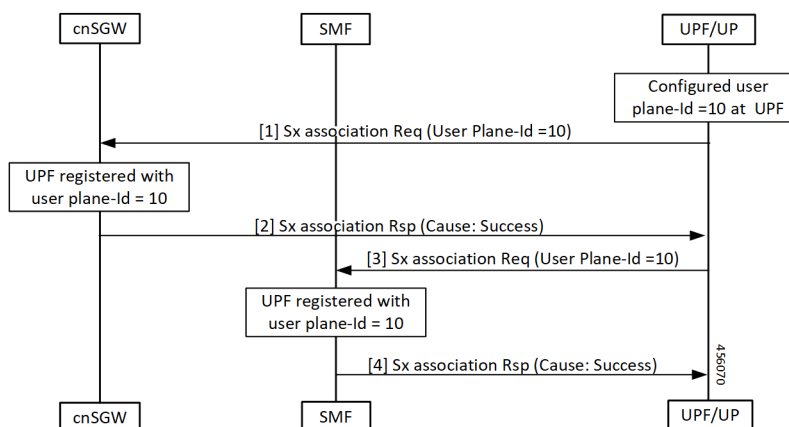 cnSGW
SMF
UPF/UP
Configured user
plane-Id =10 at UPF
[1] Sx association Req (User Plane-Id =10)
UPF registered with
user plane-Id = 10
[2] Sx association Rsp (Cause: Success)
[3] Sx association Req (User Plane-Id =10)
UPF registered with
user plane-Id = 10
[4] Sx association Rsp (Cause: Success)
456070
cnSGW
SMF
UPF/UP